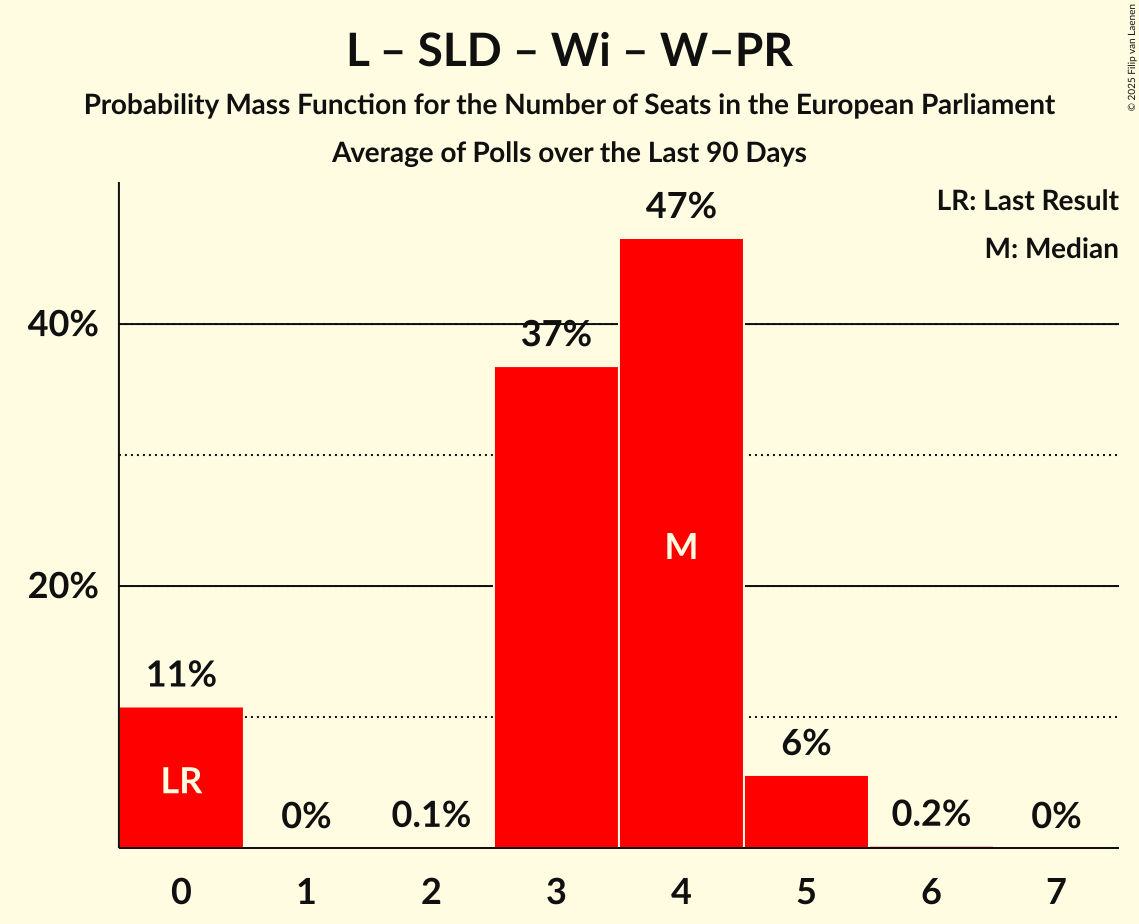 L – SLD – Wi – W–PR
Probability Mass Function for the Number of Seats in the European Parliament
Average of Polls over the Last 90 Days
© 2025 Filip van Laenen
LR: Last Result
M: Median
47%
40%
37%
M
20%
11%
6%
LR
0%
0.1%
0.2%
0%
0 1 2 3 4 5 6 7